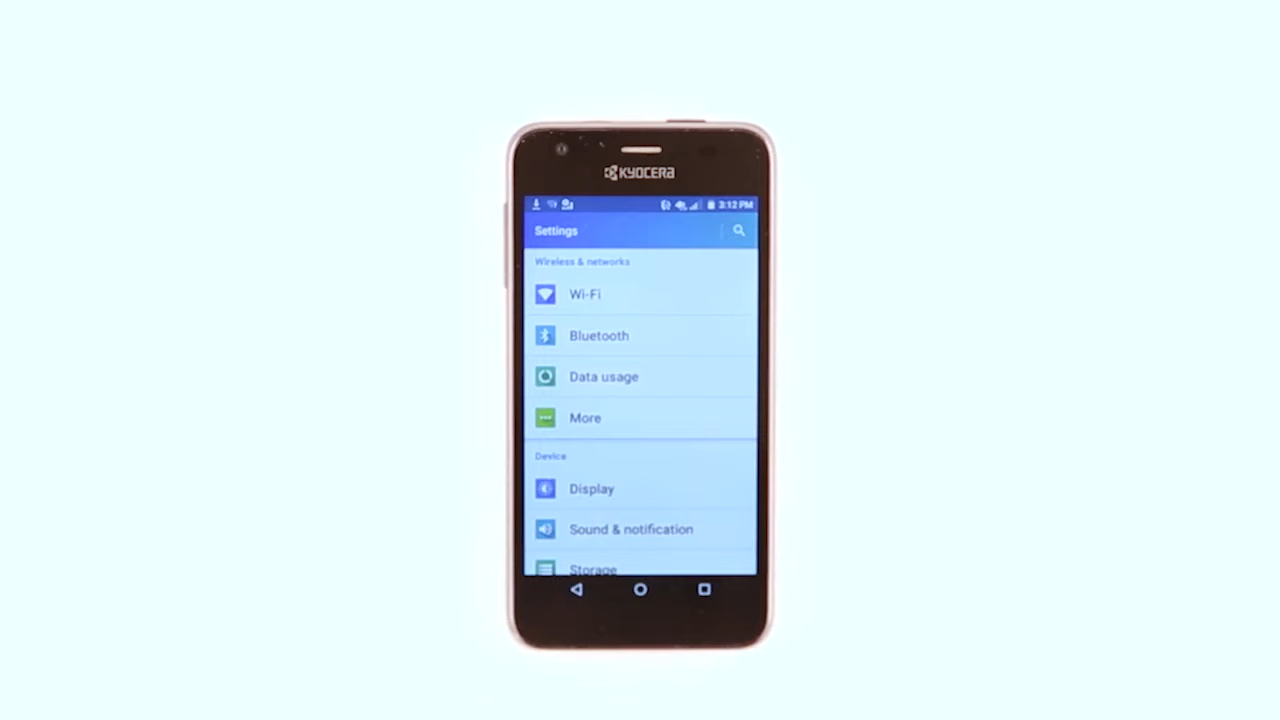 KYOCERA
3:12 PM
Settings
Wireless & networks
Wi-Fi
Bluetooth
Data usage
More
Device
Display
Sound & notification
Storage